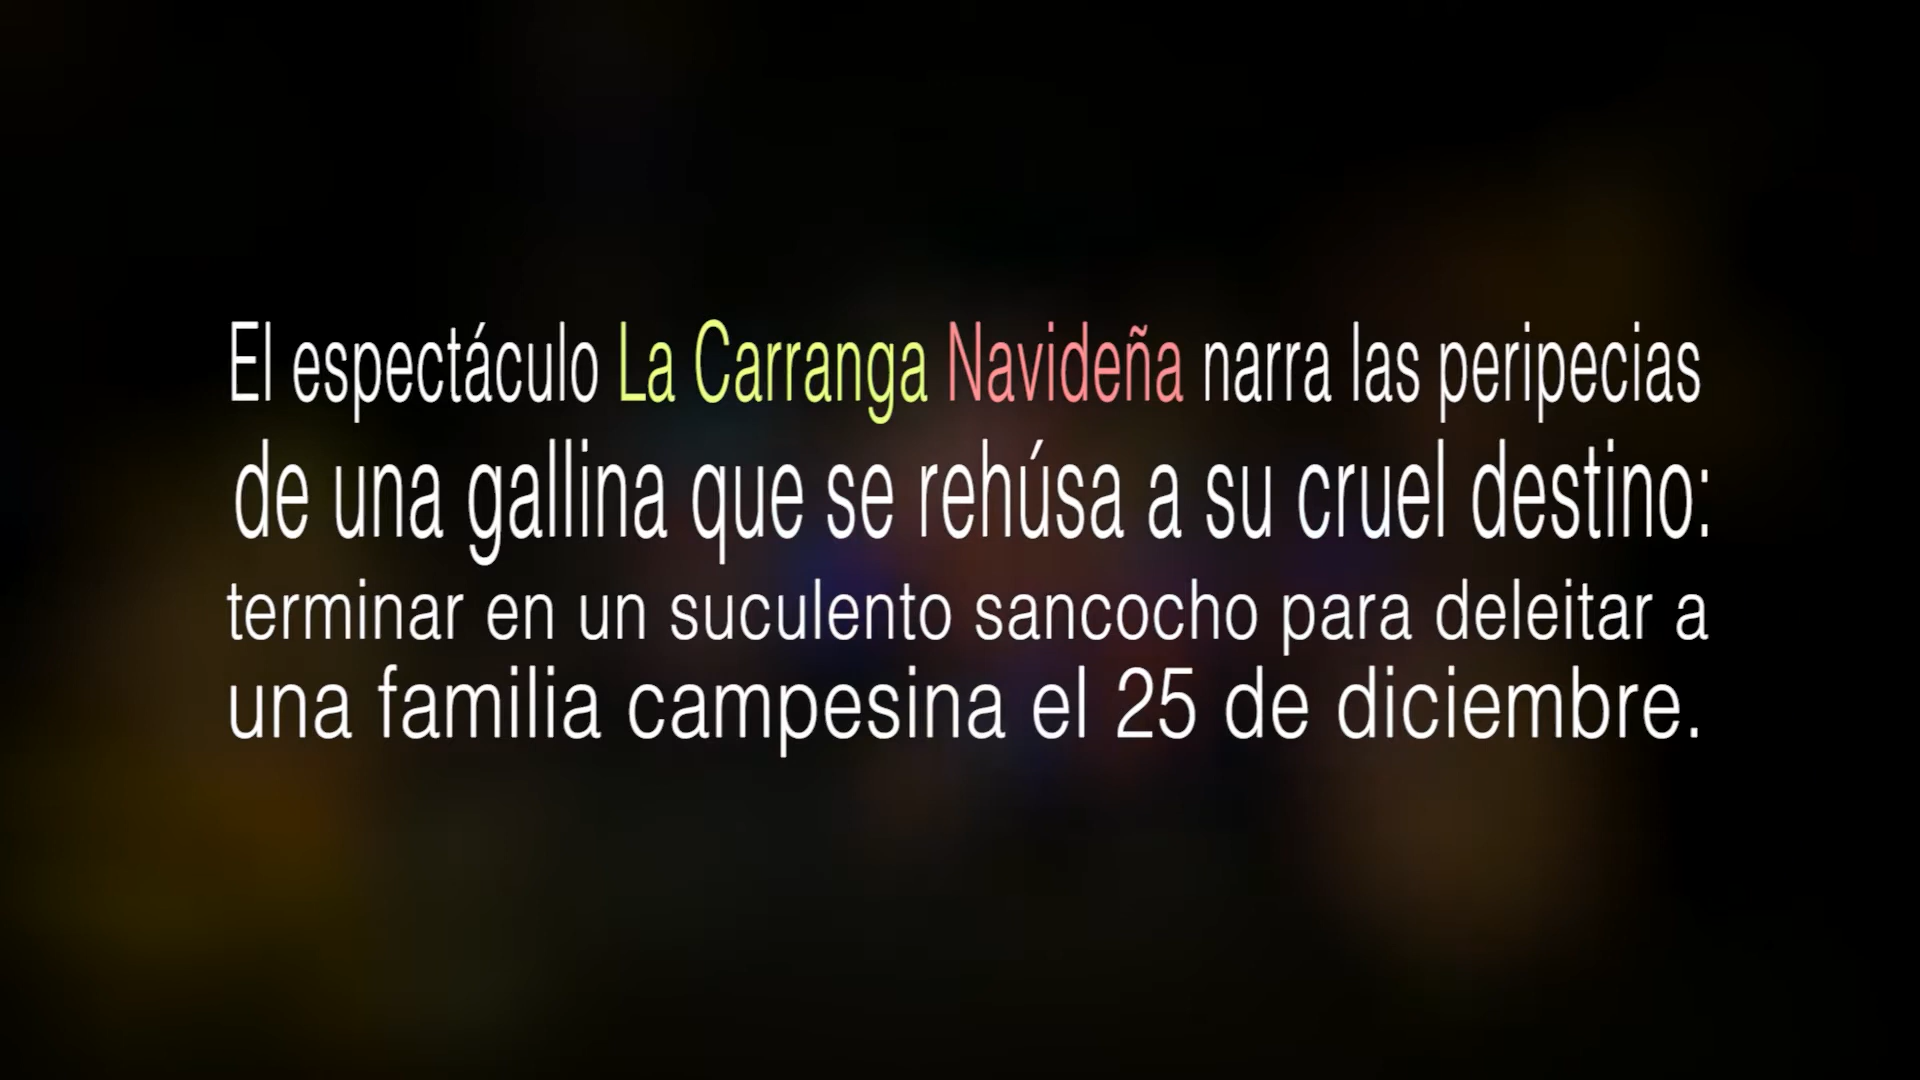 El espectáculo La Carranga Navideña narra las peripecias
de una gallina que se rehúsa a su cruel destino:
terminar en un suculento sancocho para deleitar a
una familia campesina el 25 de diciembre.